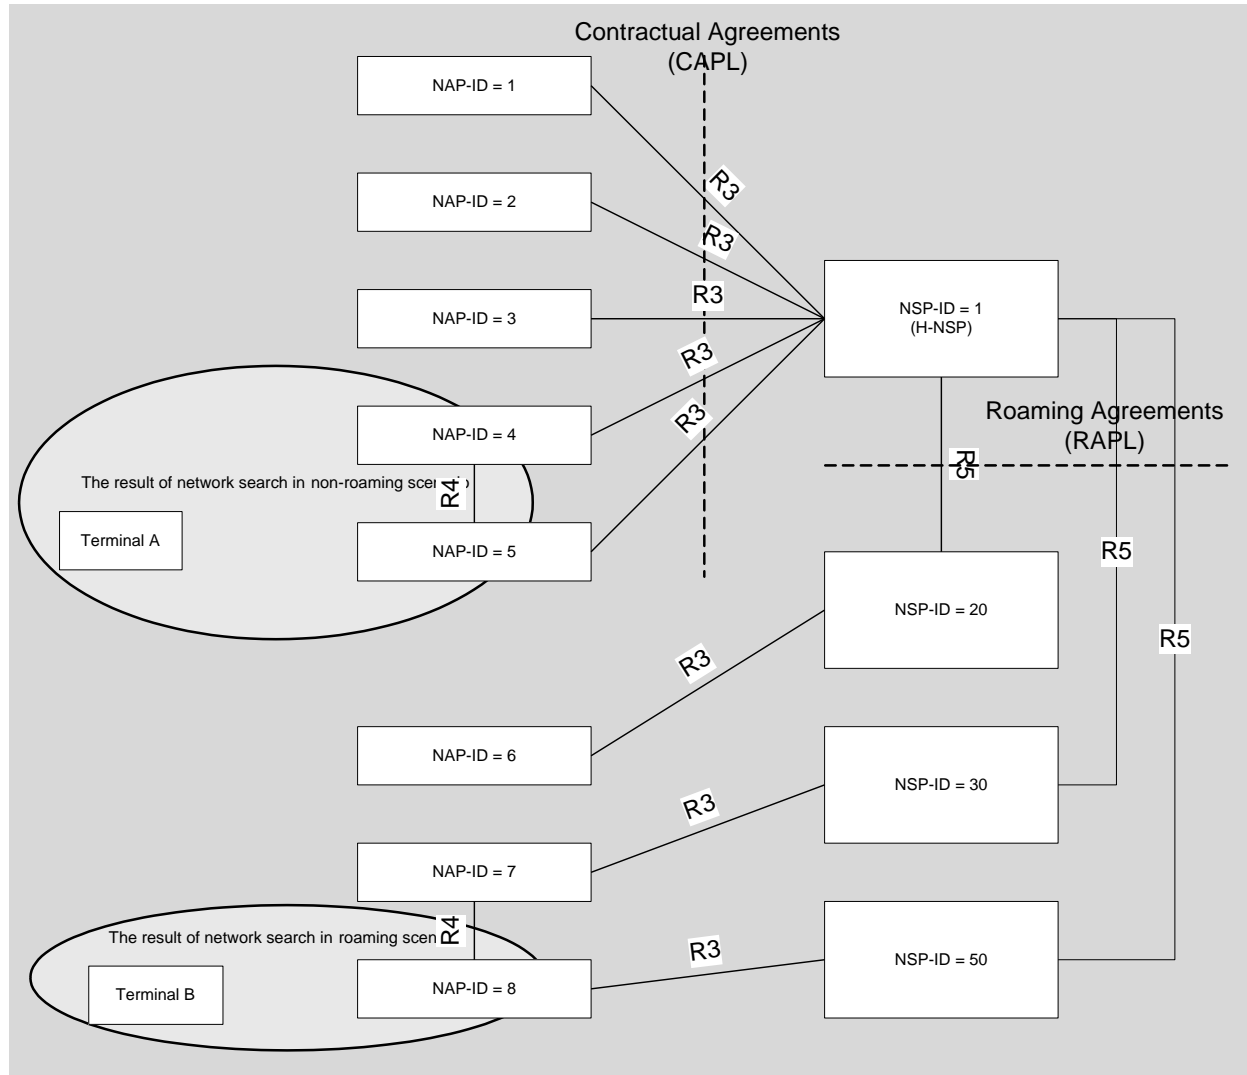 Contractual Agreements
(CAPL)
NAP-ID = 1
R3
NAP-ID = 2
R3
NSP-ID = 1
(H-NSP)
R3
NAP-ID = 3
R3
NAP-ID = 4
R3
Roaming Agreements
(RAPL)
R5
The result of network search in non-roaming scen
R4
Terminal A
NAP-ID = 5
R5
NSP-ID = 20
R5
R3
NAP-ID = 6
NSP-ID = 30
R3
NAP-ID = 7
The result of network search in roaming scen
R4
R3
NSP-ID = 50
Terminal B
NAP-ID = 8